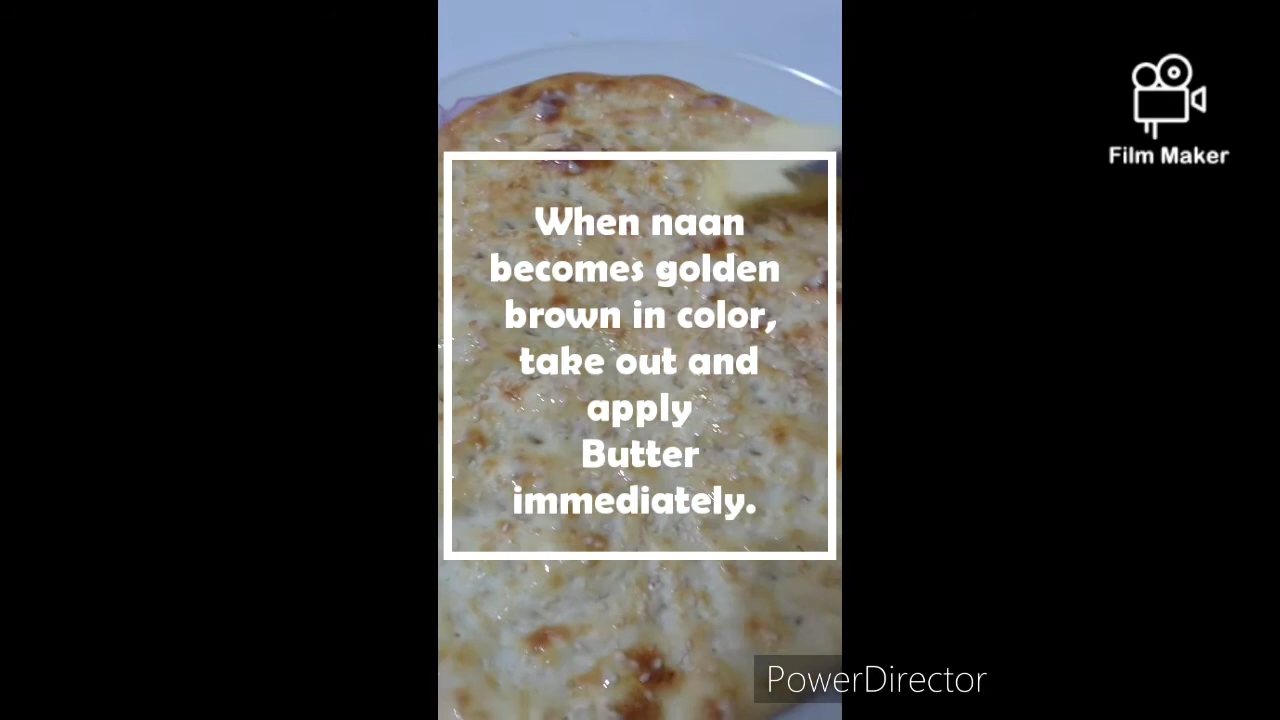 Film Maker
When naan
becomes golden
brown in color,
take out and
apply
Butter
immediately.
PowerDirector